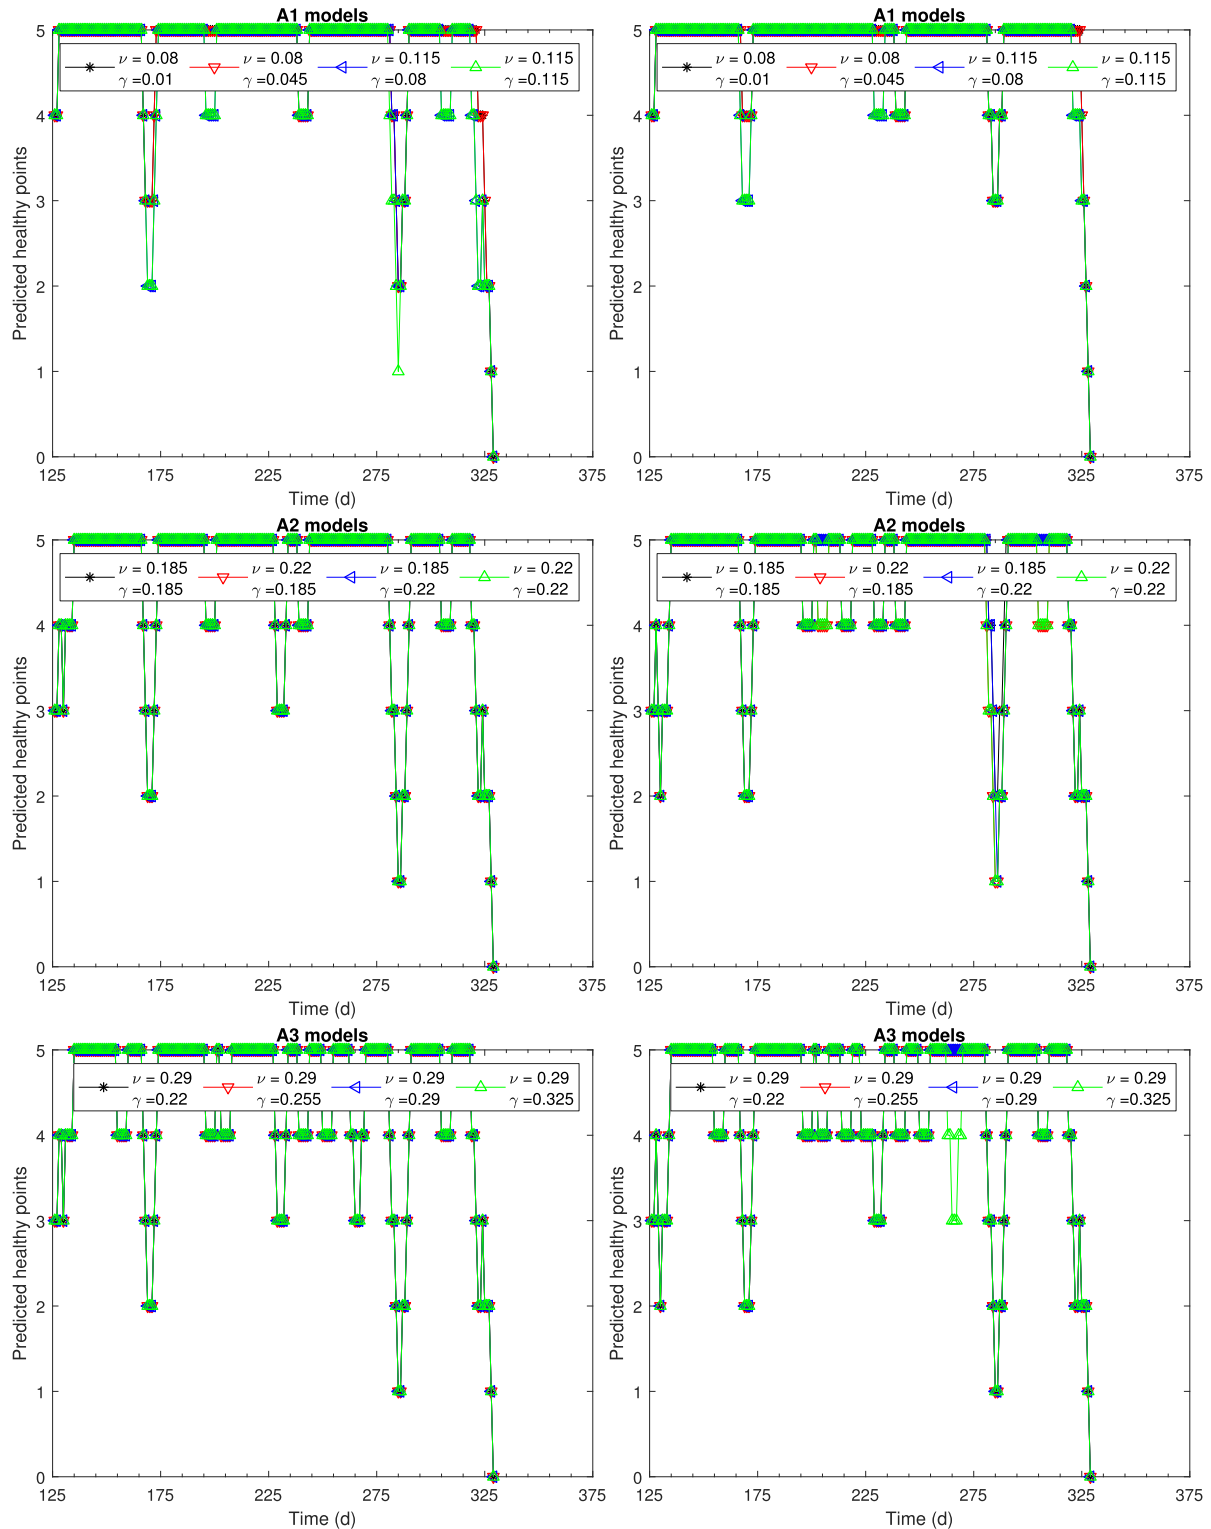 A1 models
5
4
3
2
1
0
Predicted healthy points
ν = 0.08
γ =0.01
ν = 0.08
γ =0.045
ν = 0.115
γ =0.08
ν = 0.115
γ =0.115
125 175 225 275 325 375
Time (d)
A1 models
5
4
3
2
1
0
Predicted healthy points
ν = 0.08
γ =0.01
ν = 0.08
γ =0.045
ν = 0.115
γ =0.08
ν = 0.115
γ =0.115
125 175 225 275 325 375
Time (d)
A2 models
5
4
3
2
1
0
Predicted healthy points
ν = 0.185
γ =0.185
ν = 0.22
γ =0.185
ν = 0.185
γ =0.22
ν = 0.22
γ =0.22
125 175 225 275 325 375
Time (d)
A2 models
5
4
3
2
1
0
Predicted healthy points
ν = 0.185
γ =0.185
ν = 0.22
γ =0.185
ν = 0.185
γ =0.22
ν = 0.22
γ =0.22
125 175 225 275 325 375
Time (d)
A3 models
5
4
3
2
1
0
Predicted healthy points
ν = 0.29
γ =0.22
ν = 0.29
γ =0.255
ν = 0.29
γ =0.29
ν = 0.29
γ =0.325
125 175 225 275 325 375
Time (d)
A3 models
5
4
3
2
1
0
Predicted healthy points
ν = 0.29
γ =0.22
ν = 0.29
γ =0.255
ν = 0.29
γ =0.29
ν = 0.29
γ =0.325
125 175 225 275 325 375
Time (d)